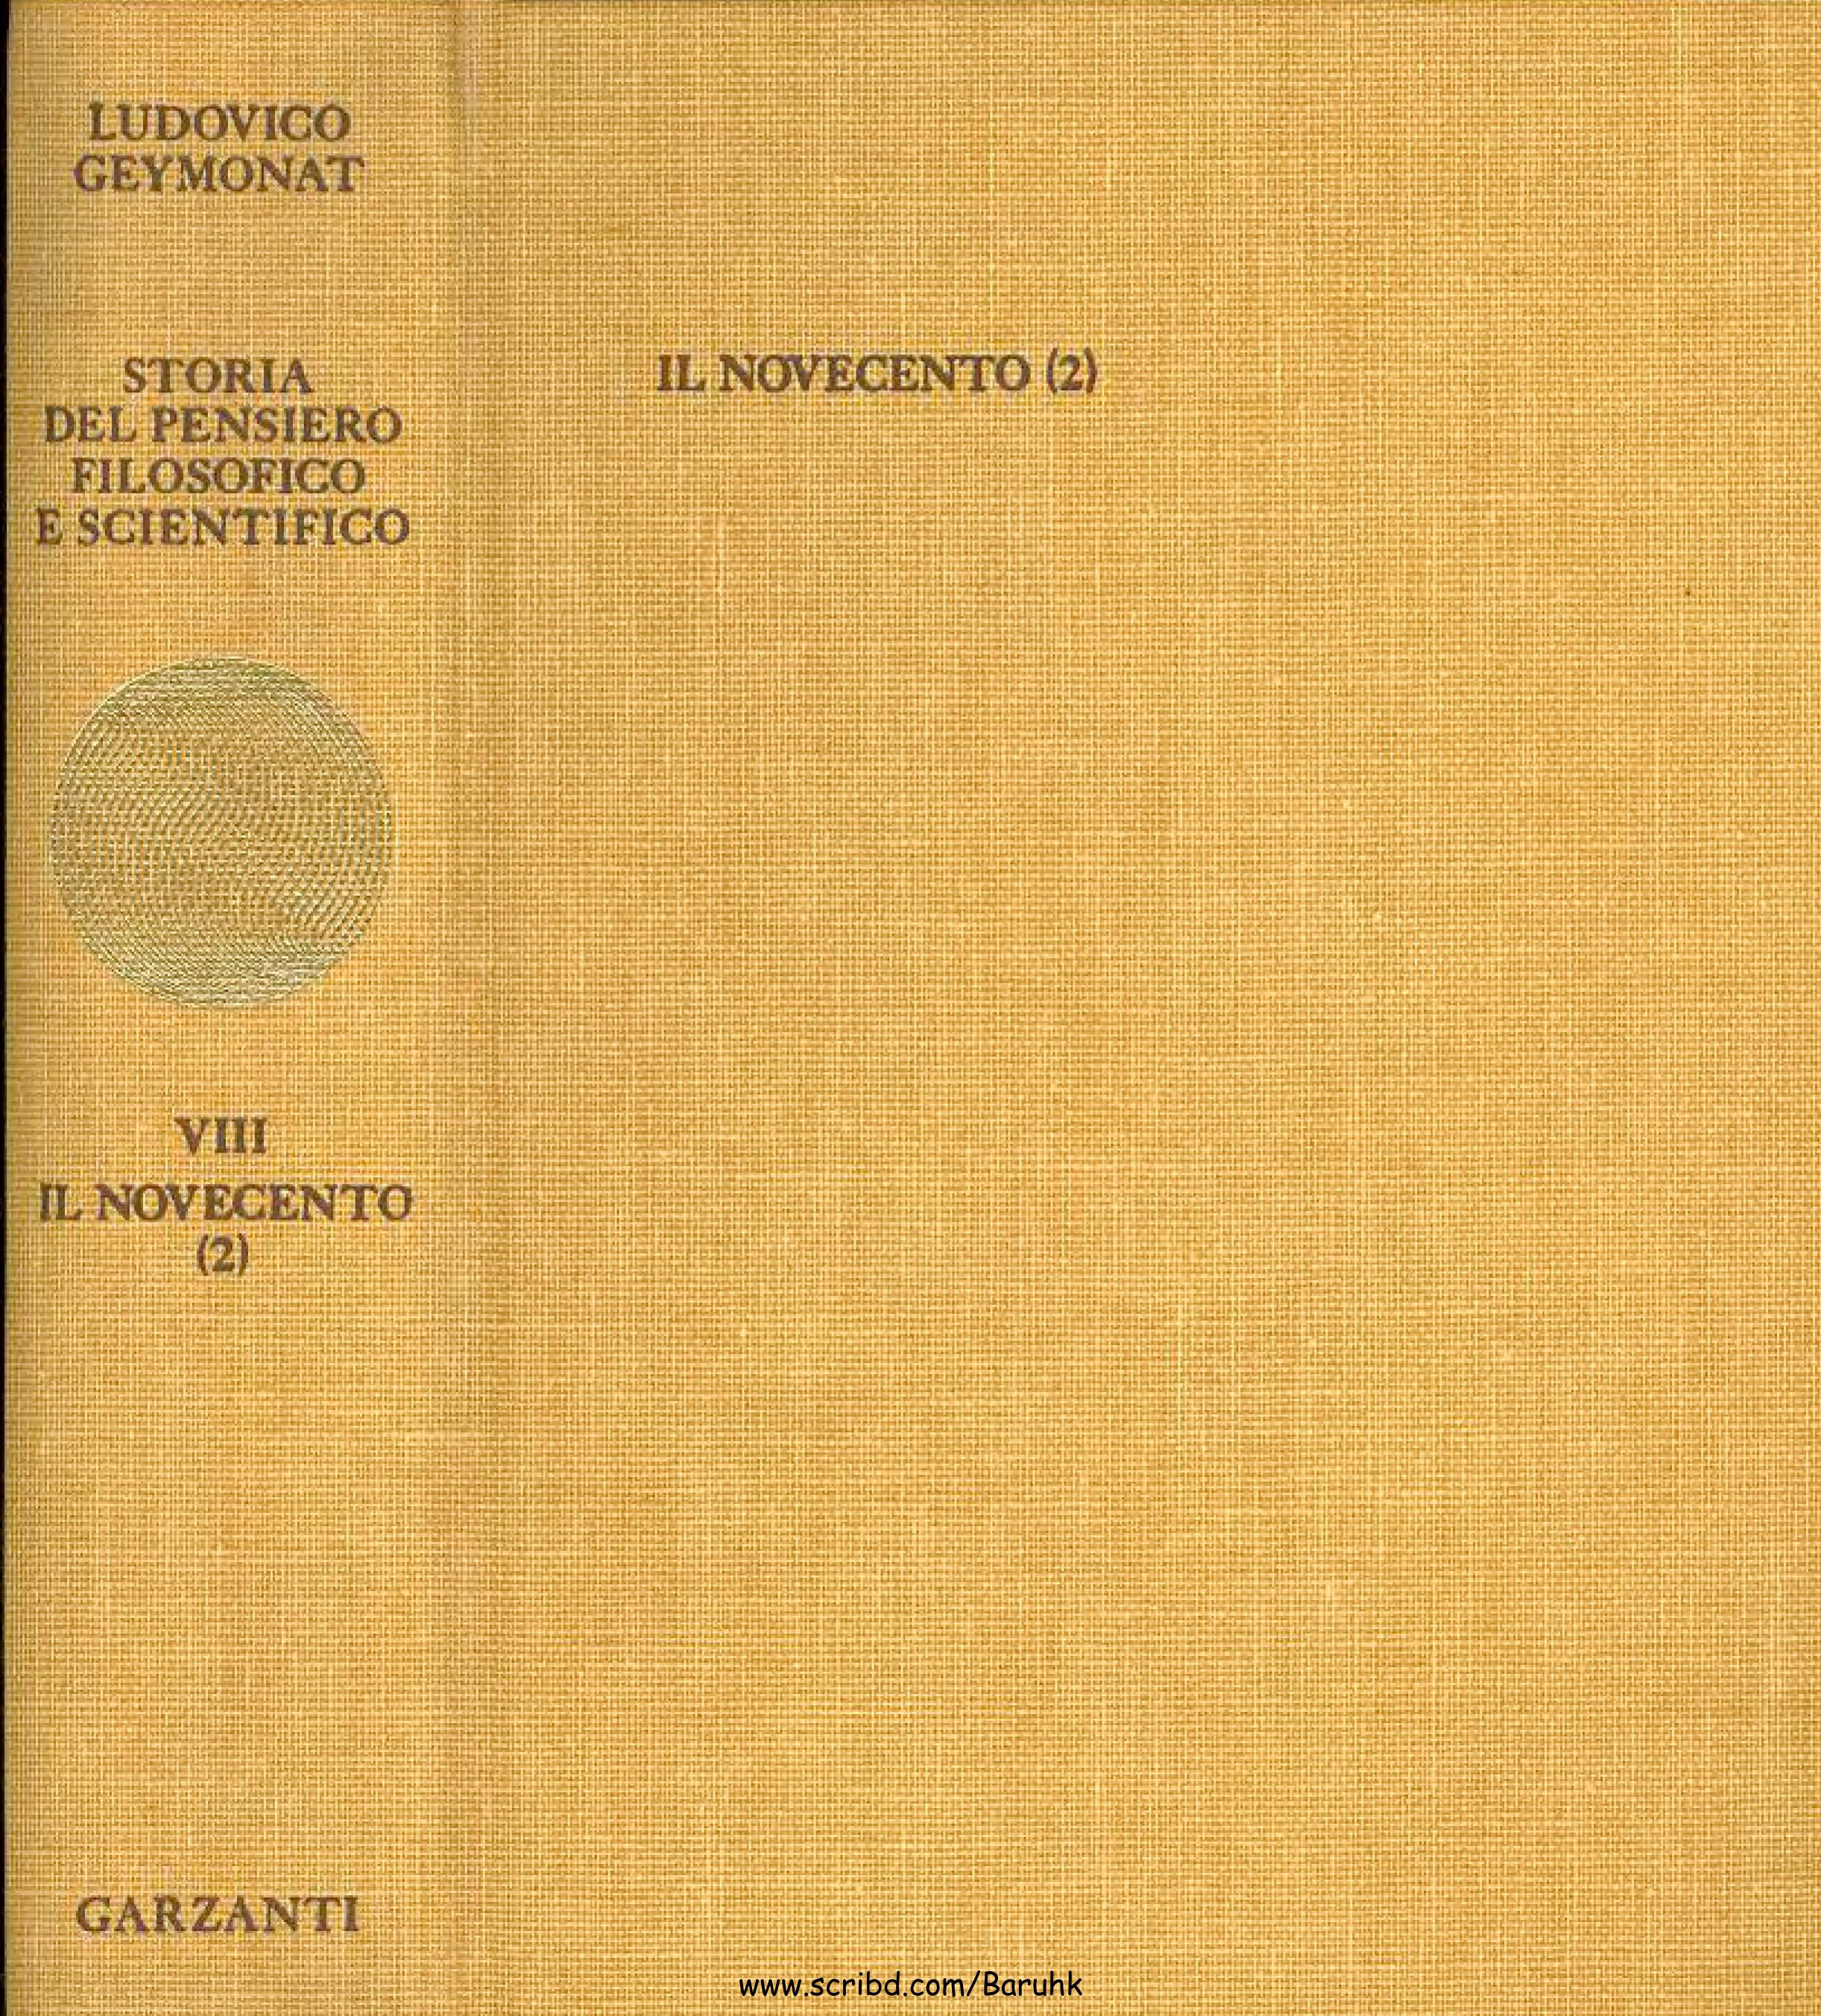 LUDOVICO
GEYMONAT
STORIA
DEL PENSIERO
FILOSOFICO
E SCIENTIFICO
VIII
IL NOVECENTO
(2)
GARZANTI
IL NOVECENTO (2)
www.scribd.com/Baruhk